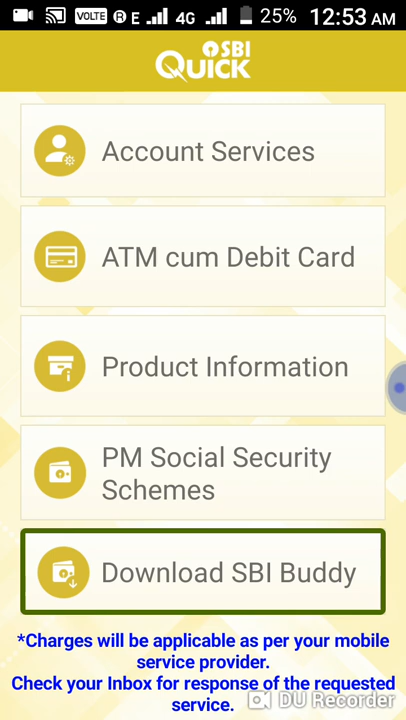 VOLTE R E 4G 25% 12:53 AM
SBI
QUICK
Account Services
ATM cum Debit Card
Product Information
PM Social Security
Schemes
Download SBI Buddy
*Charges will be applicable as per your mobile
service provider.
Check your Inbox for response of the requested
service.
DU Recorder